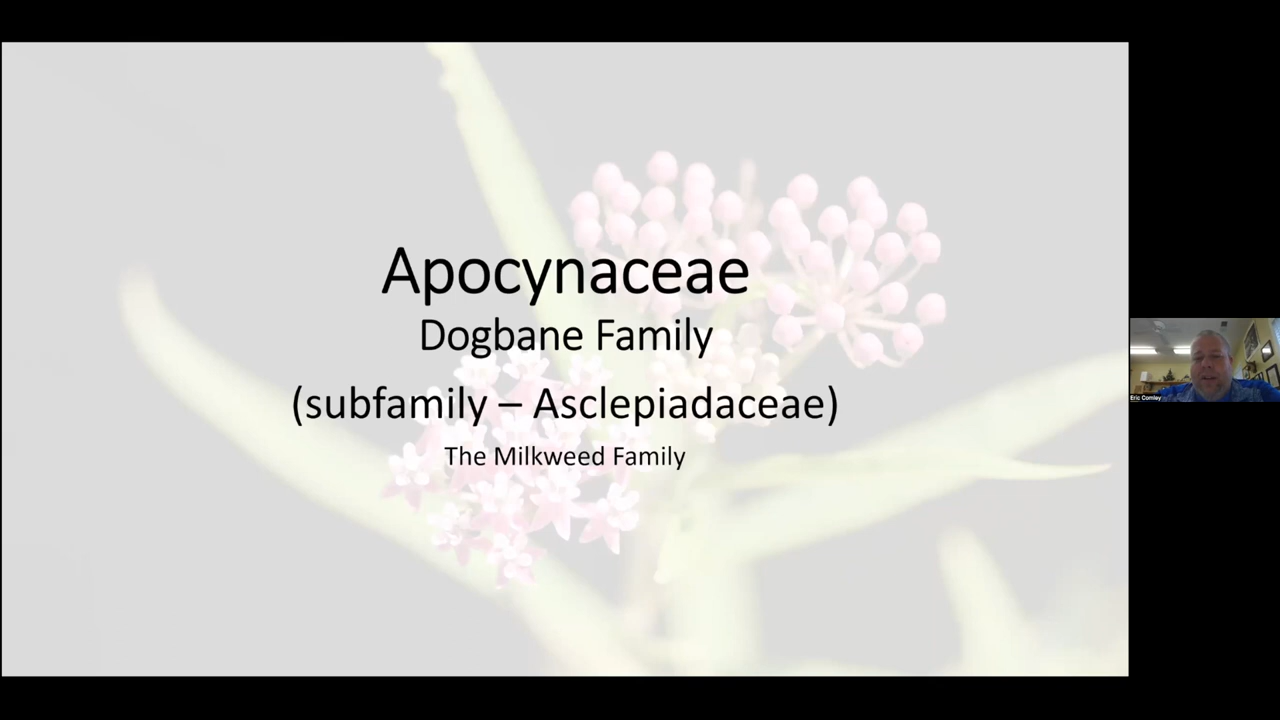 Apocynaceae
Dogbane Family
(subfamily – Asclepiadaceae)
The Milkweed Family
Eric Comley